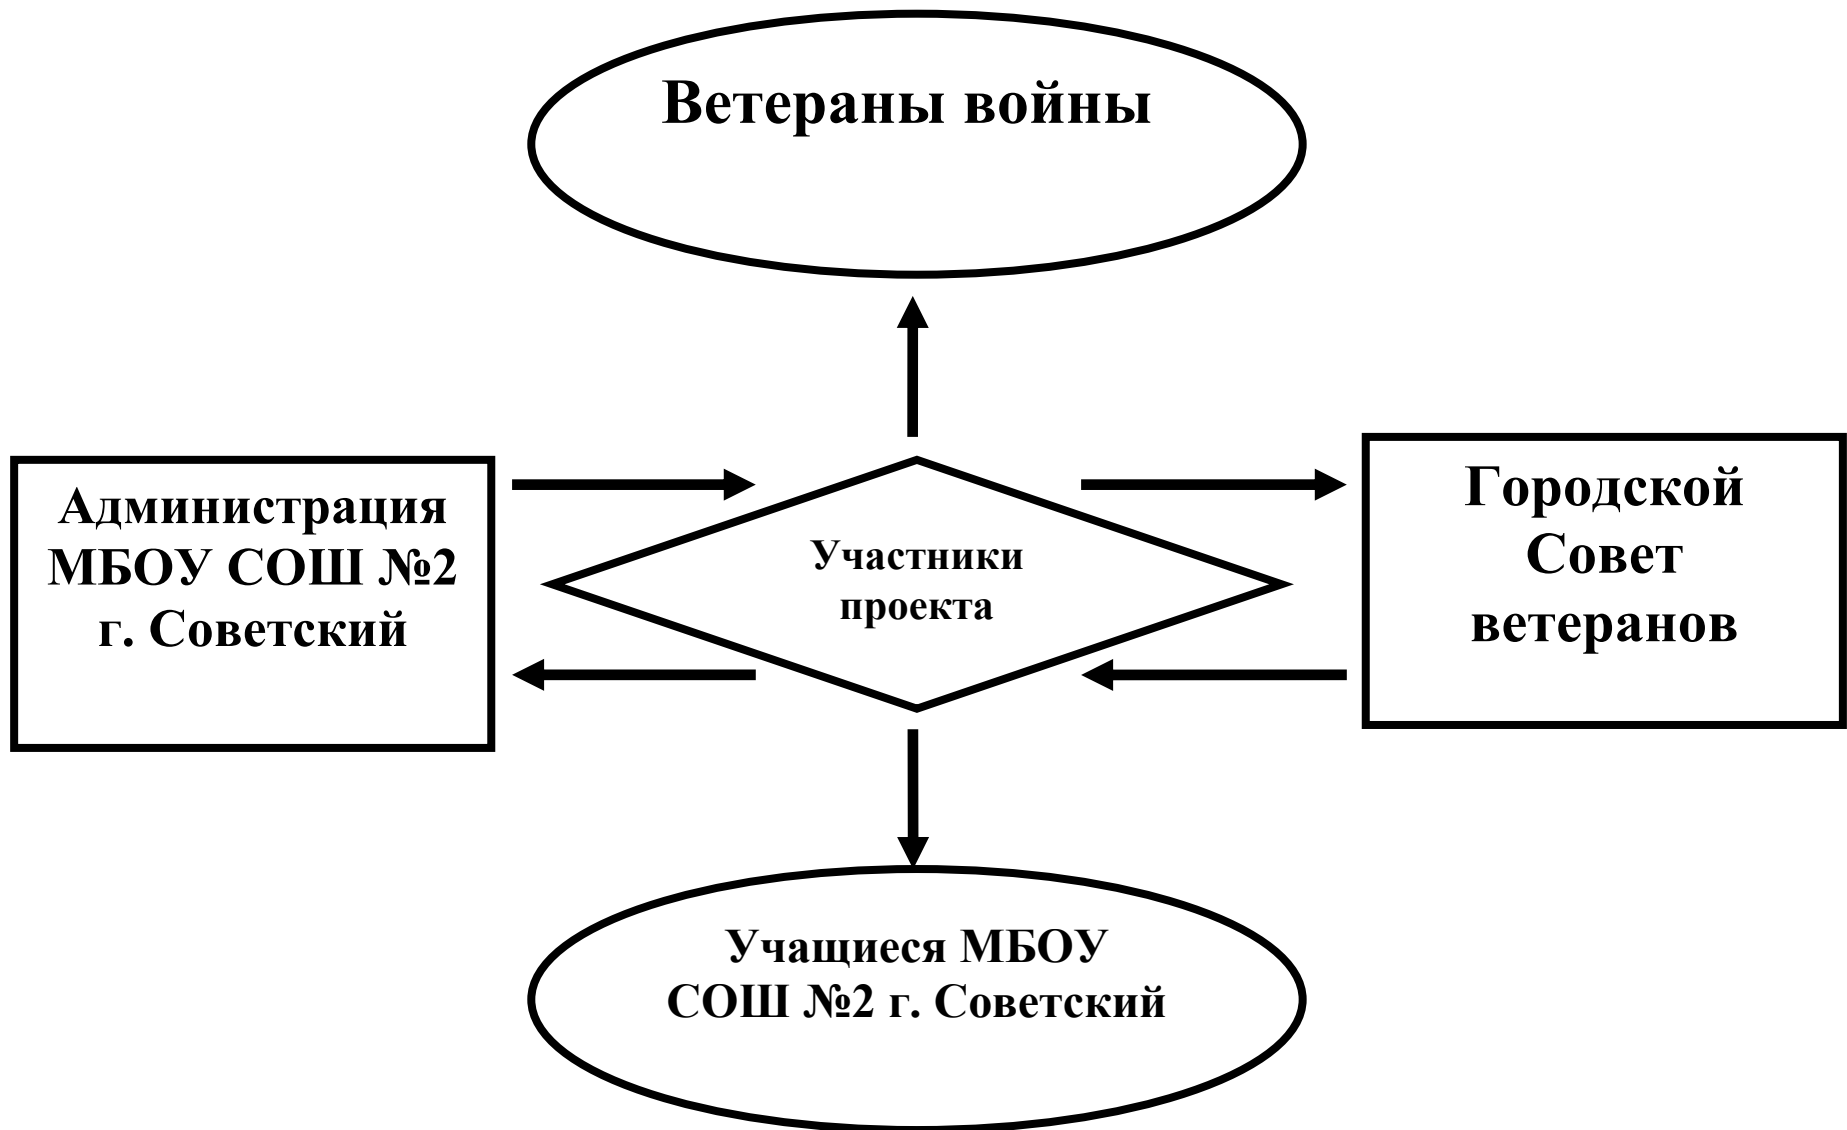 Ветераны войны
Администрация
МБОУ СОШ №2
г. Советский
Участники
проекта
Городской
Совет
ветеранов
Учащиеся МБОУ
СОШ №2 г. Советский